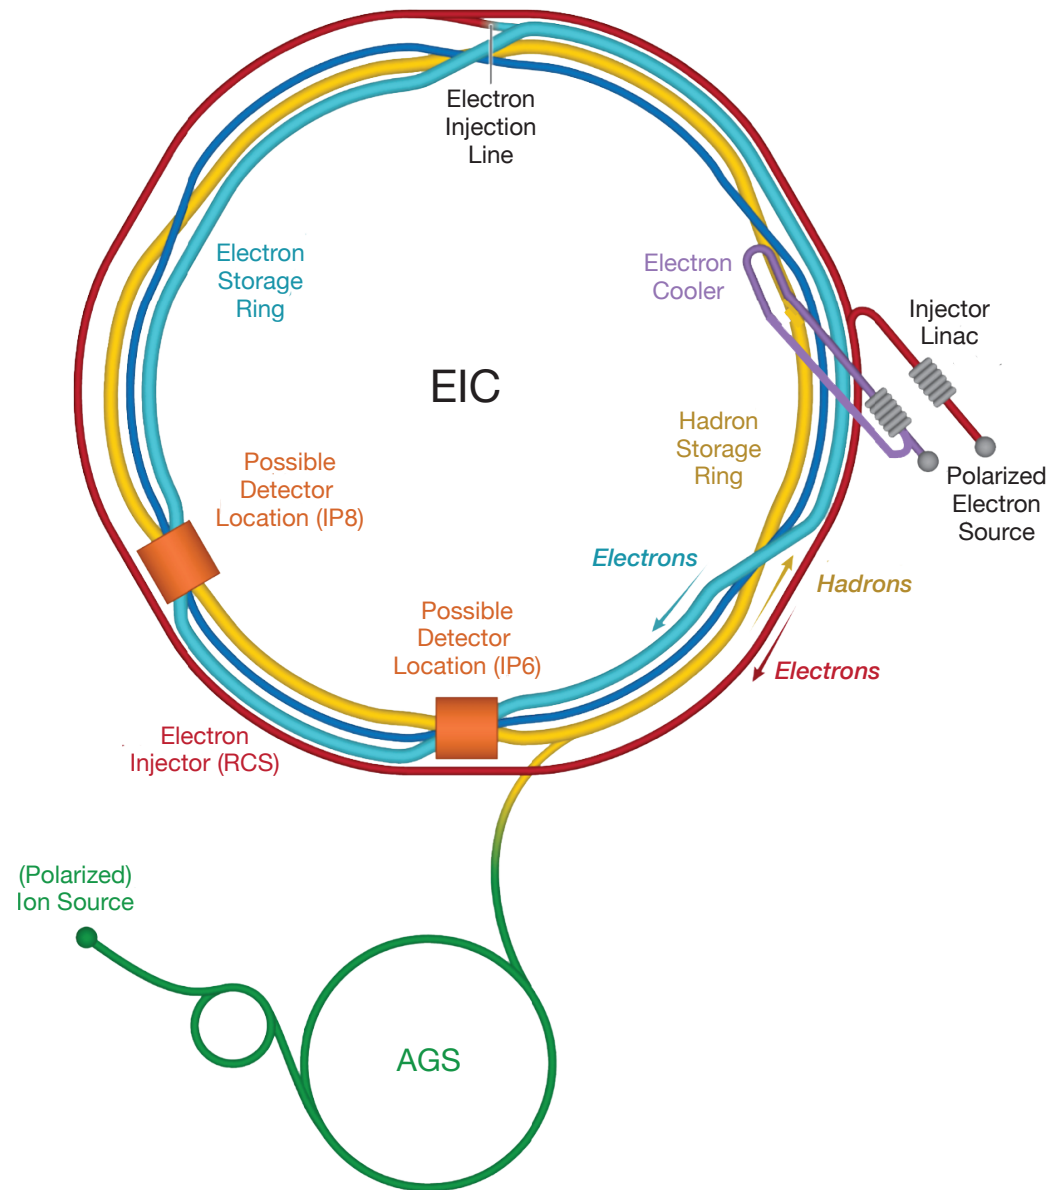 Electron
Injection
Line
Electron
Storage
Ring
Electron
Cooler
Injector
Linac
EIC
Hadron
Storage
Ring
Possible
Detector
Location (IP8)
Polarized
Electron
Source
Electrons
Hadrons
Possible
Detector
Location (IP6)
Electrons
Electron
Injector (RCS)
(Polarized)
Ion Source
AGS